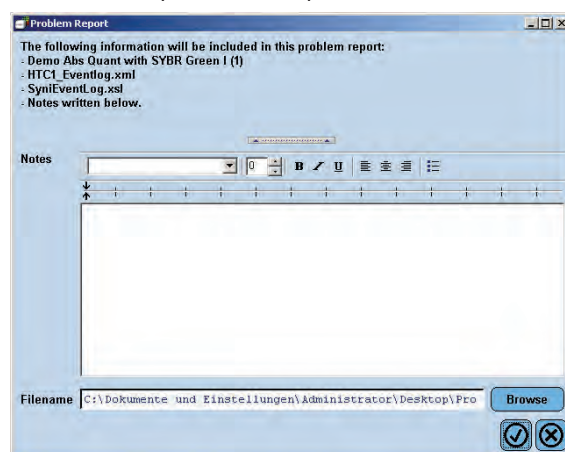 Problem Report
The following information will be included in this problem report:
- Demo Abs Quant with SYBR Green I (1)
- HTC1_Eventlog.xml
- SyniEventLog.xsl
- Notes written below.
Notes
0 B I U
Filename C:\Dokumente und Einstellungen\Administrator\Desktop\Pro Browse